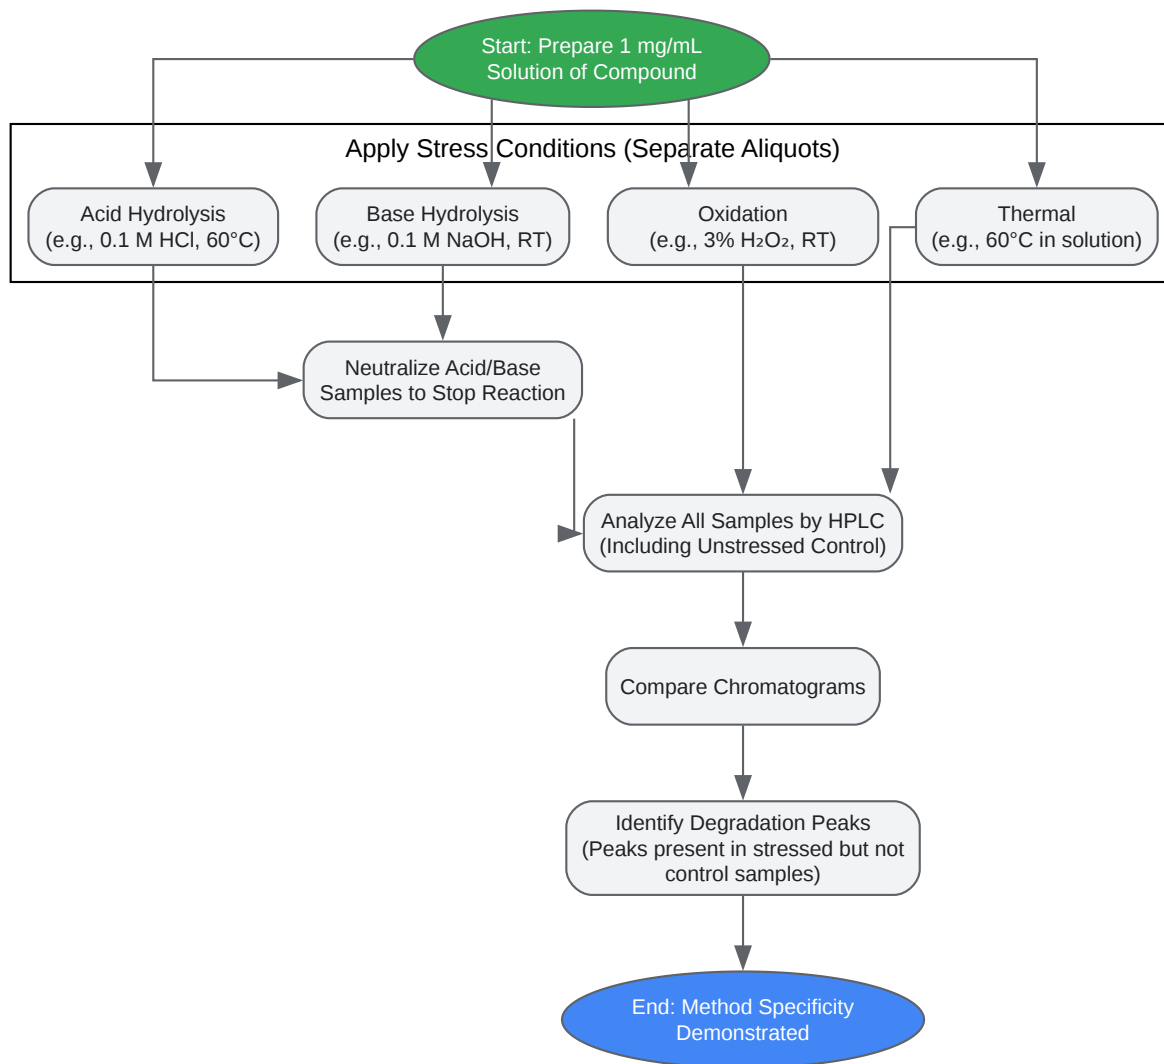 Start: Prepare 1 mg/mL
Solution of Compound
Apply Stress Conditions (Separate Aliquots)
Acid Hydrolysis
(e.g., 0.1 M HCl, 60°C)
Base Hydrolysis
(e.g., 0.1 M NaOH, RT)
Oxidation
(e.g., 3% H₂O₂, RT)
Thermal
(e.g., 60°C in solution)
Neutralize Acid/Base
Samples to Stop Reaction
Analyze All Samples by HPLC
(Including Unstressed Control)
Compare Chromatograms
Identify Degradation Peaks
(Peaks present in stressed but not
control samples)
End: Method Specificity
Demonstrated